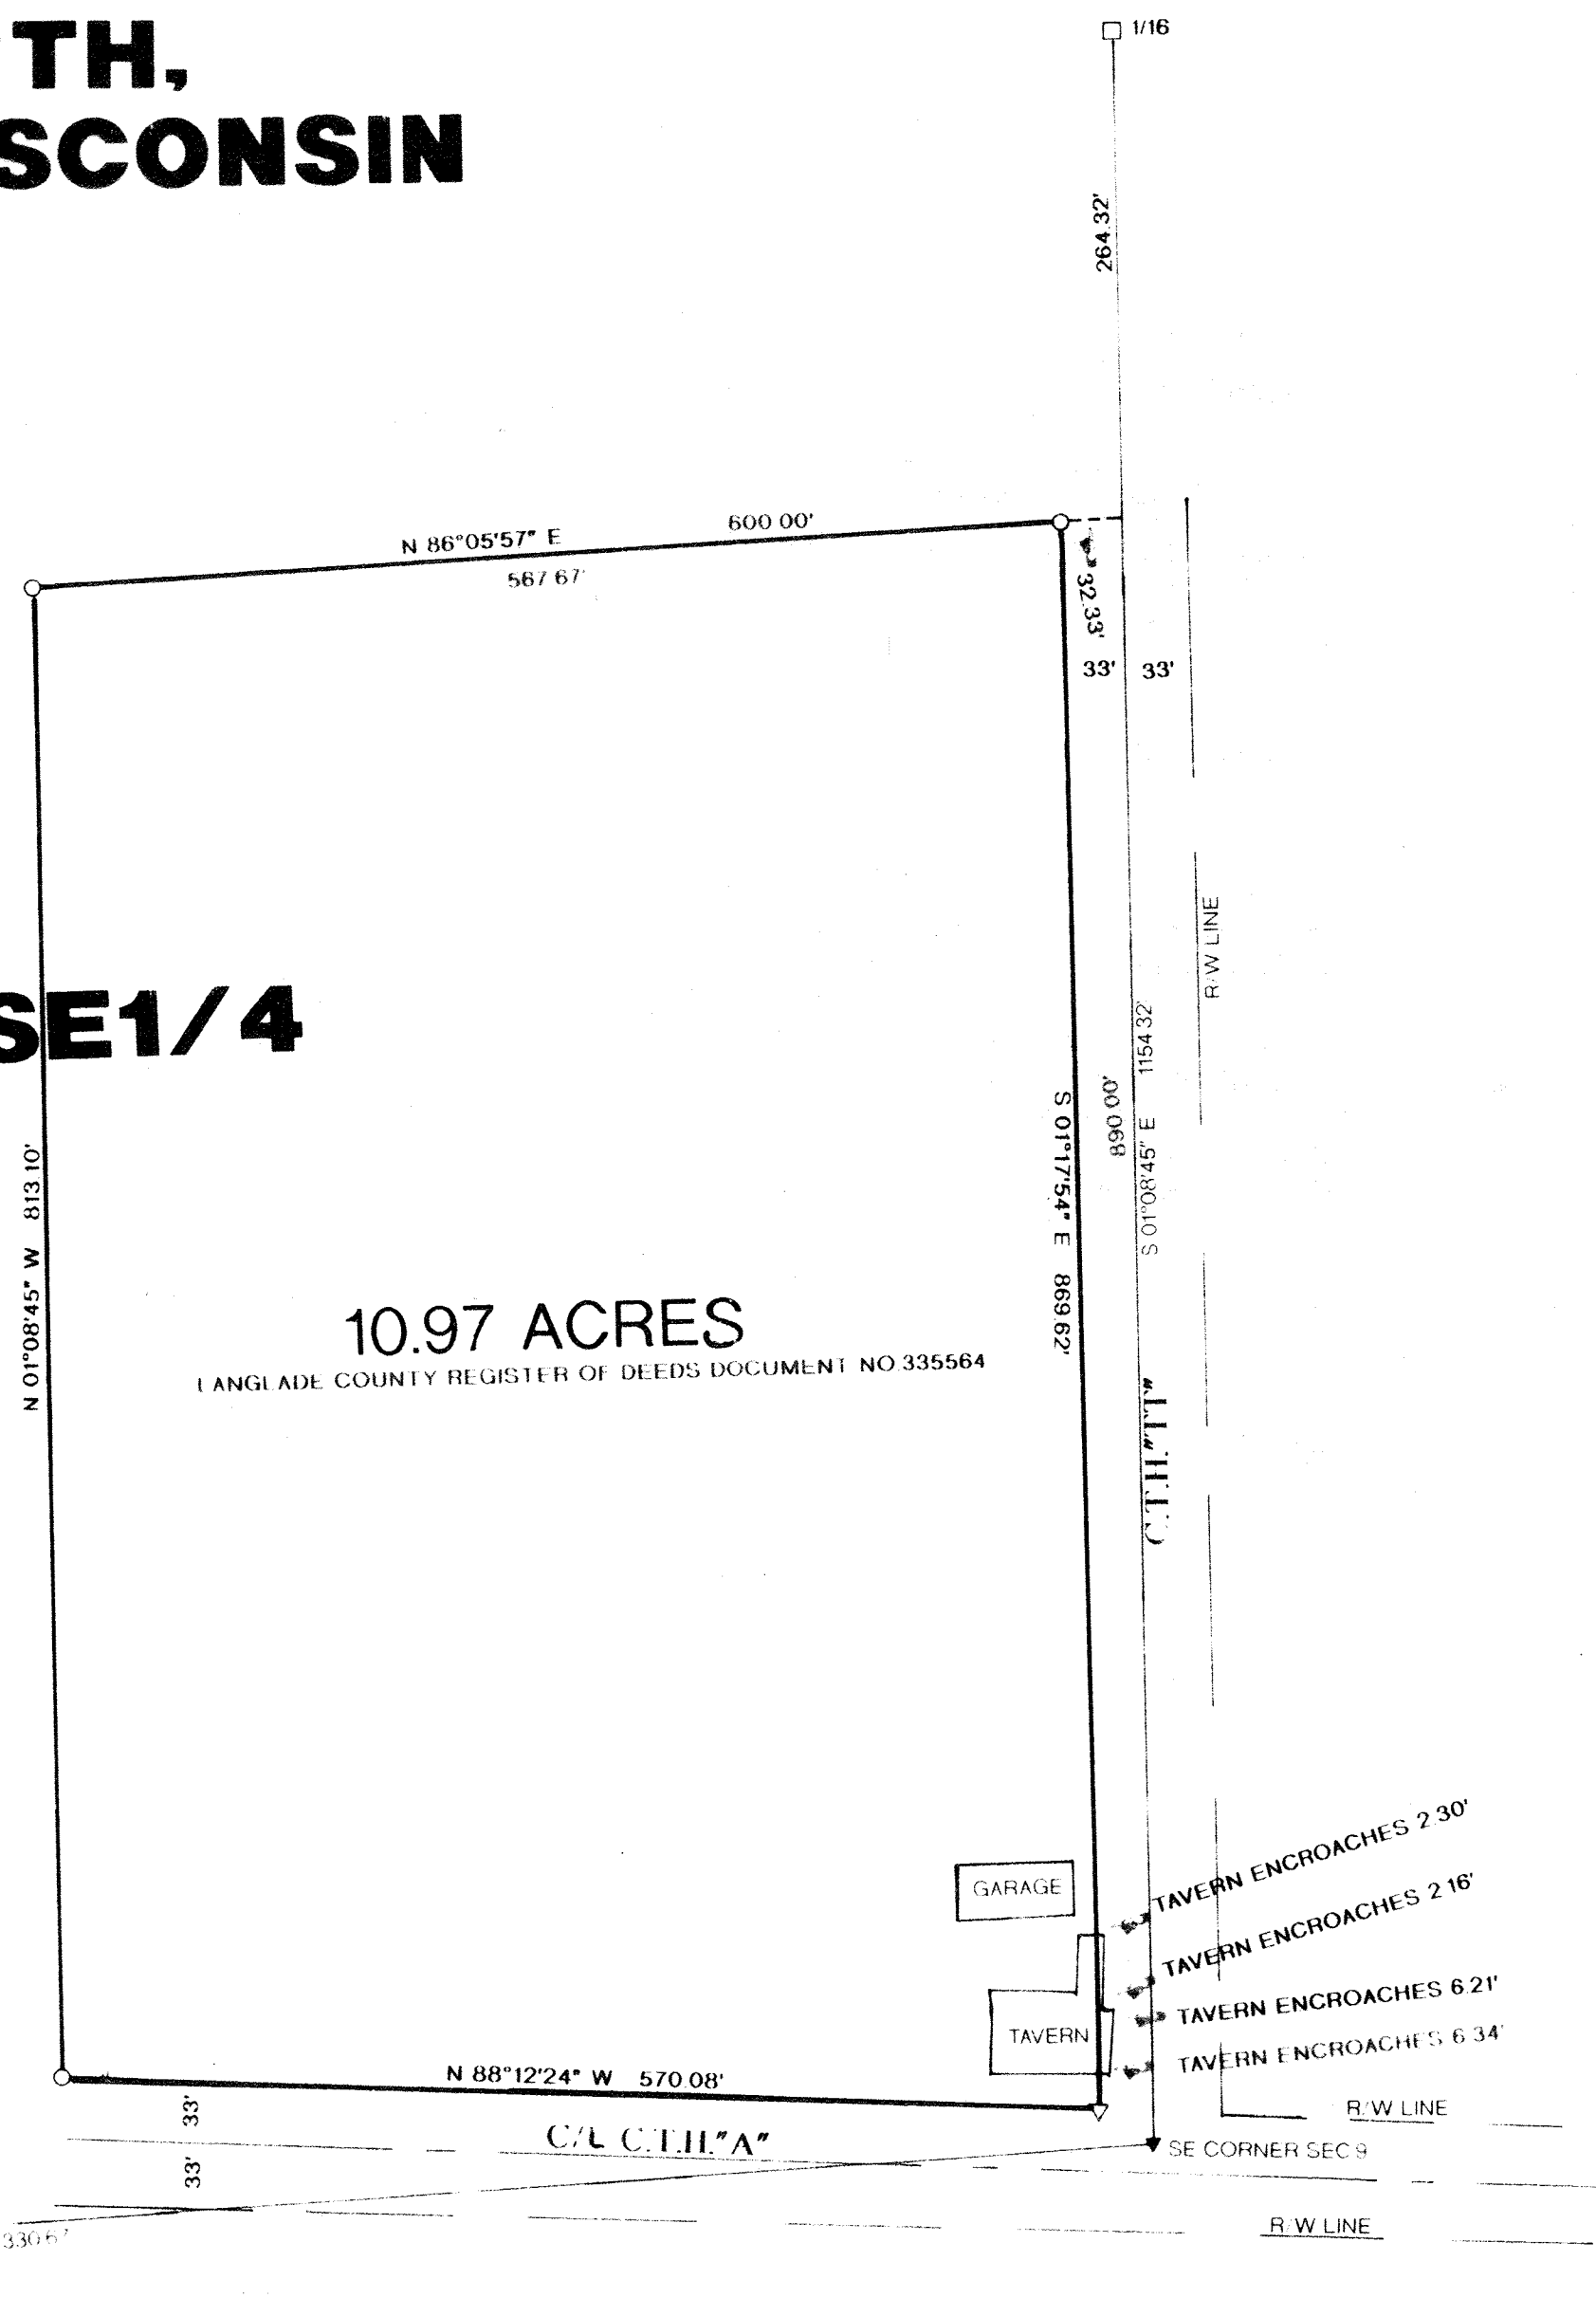 TH,
SCONSIN
1/16
264.32'
N 86°05'57" E 600 00'
567 67'
32.33'
33' 33'
R/W LINE
SE1/4
1154 32'
S 01°08'45" E
890 00'
S 01°17'54" E 869.62'
N 01°08'45" W 813.10'
10.97 ACRES
LANGLADE COUNTY REGISTER OF DEEDS DOCUMENT NO.335564
GARAGE
TAVERN ENCROACHES 2.30'
TAVERN ENCROACHES 2 16'
TAVERN ENCROACHES 6.21'
TAVERN
TAVERN ENCROACHES 6 34'
N 88°12'24" W 570.08'
33'
R/W LINE
C/L C.T.H."A"
SE CORNER SEC 9
33'
330 67
R/W LINE